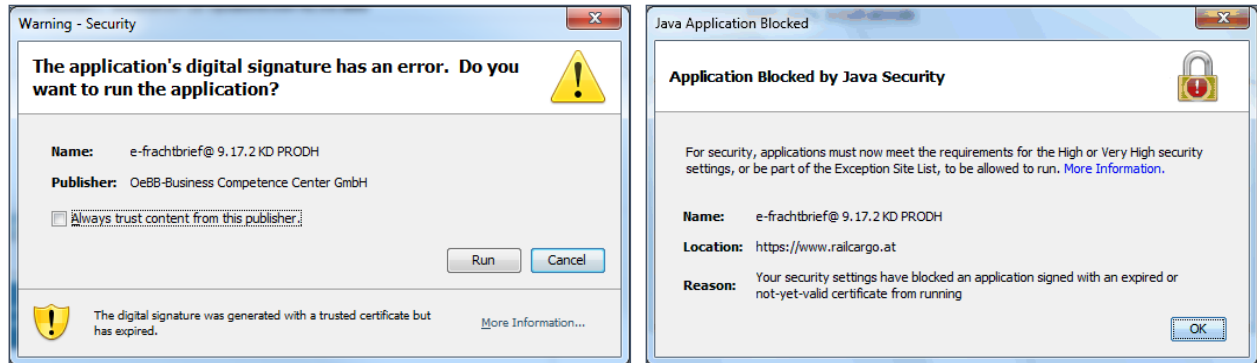 Warning - Security
The application's digital signature has an error. Do you
want to run the application?
Name: e-frachtbrief@ 9.17.2 KD PRODH
Publisher: OeBB-Business Competence Center GmbH
Always trust content from this publisher.
Run Cancel
The digital signature was generated with a trusted certificate but
has expired.
More Information...
Java Application Blocked
Application Blocked by Java Security
For security, applications must now meet the requirements for the High or Very High security
settings, or be part of the Exception Site List, to be allowed to run. More Information.
Name: e-frachtbrief@ 9.17.2 KD PRODH
Location: https://www.railcargo.at
Reason: Your security settings have blocked an application signed with an expired or
not-yet-valid certificate from running
OK